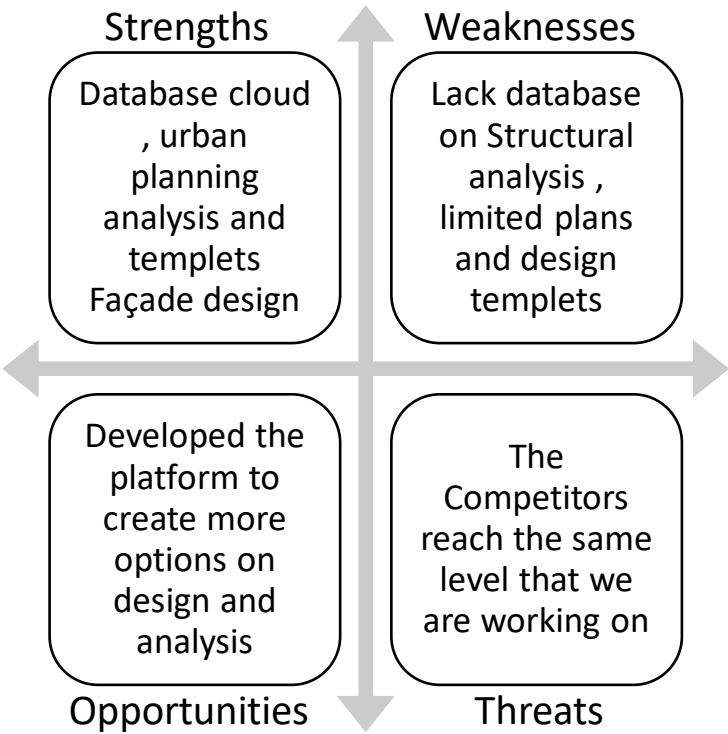 Strengths
Database cloud
, urban
planning
analysis and
templets
Façade design
Weaknesses
Lack database
on Structural
analysis ,
limited plans
and design
templets
Developed the
platform to
create more
options on
design and
analysis
Opportunities
The
Competitors
reach the same
level that we
are working on
Threats